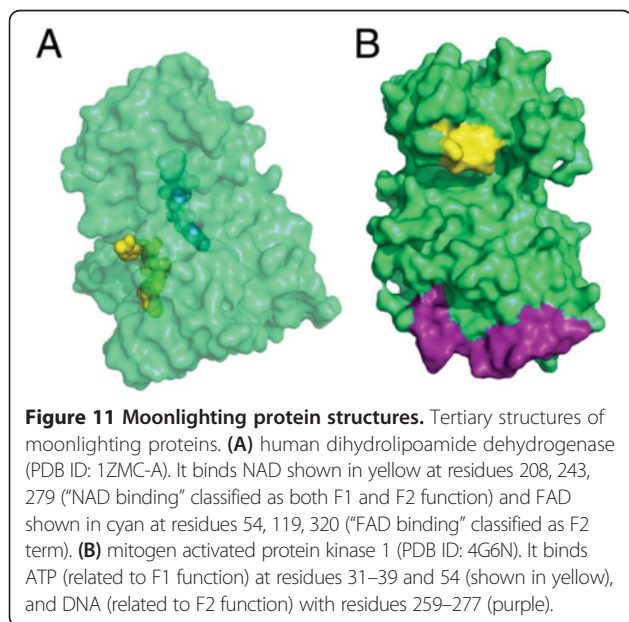 A
B
Figure 11 Moonlighting protein structures. Tertiary structures of
moonlighting proteins. (A) human dihydrolipoamide dehydrogenase
(PDB ID: 1ZMC-A). It binds NAD shown in yellow at residues 208, 243,
279 (“NAD binding” classified as both F1 and F2 function) and FAD
shown in cyan at residues 54, 119, 320 (“FAD binding” classified as F2
term). (B) mitogen activated protein kinase 1 (PDB ID: 4G6N). It binds
ATP (related to F1 function) at residues 31–39 and 54 (shown in yellow),
and DNA (related to F2 function) with residues 259–277 (purple).